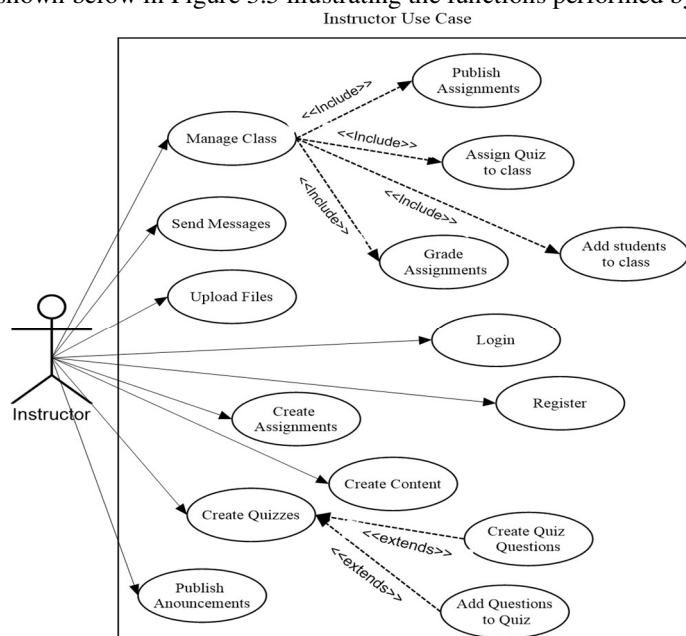 shown below in Figure 3.3 illustrating the functions performed by
Instructor Use Case
Publish
Assignments
<<Include>>
Manage Class
<<Include>>
Assign Quiz
to class
<<Include>>
<<Include>>
Send Messages
Grade
Assignments
Add students
to class
Upload Files
Login
Instructor
Register
Create
Assignments
Create Content
Create Quizzes
<<extends>>
Create Quiz
Questions
<<extends>>
Publish
Anouncements
Add Questions
to Quiz